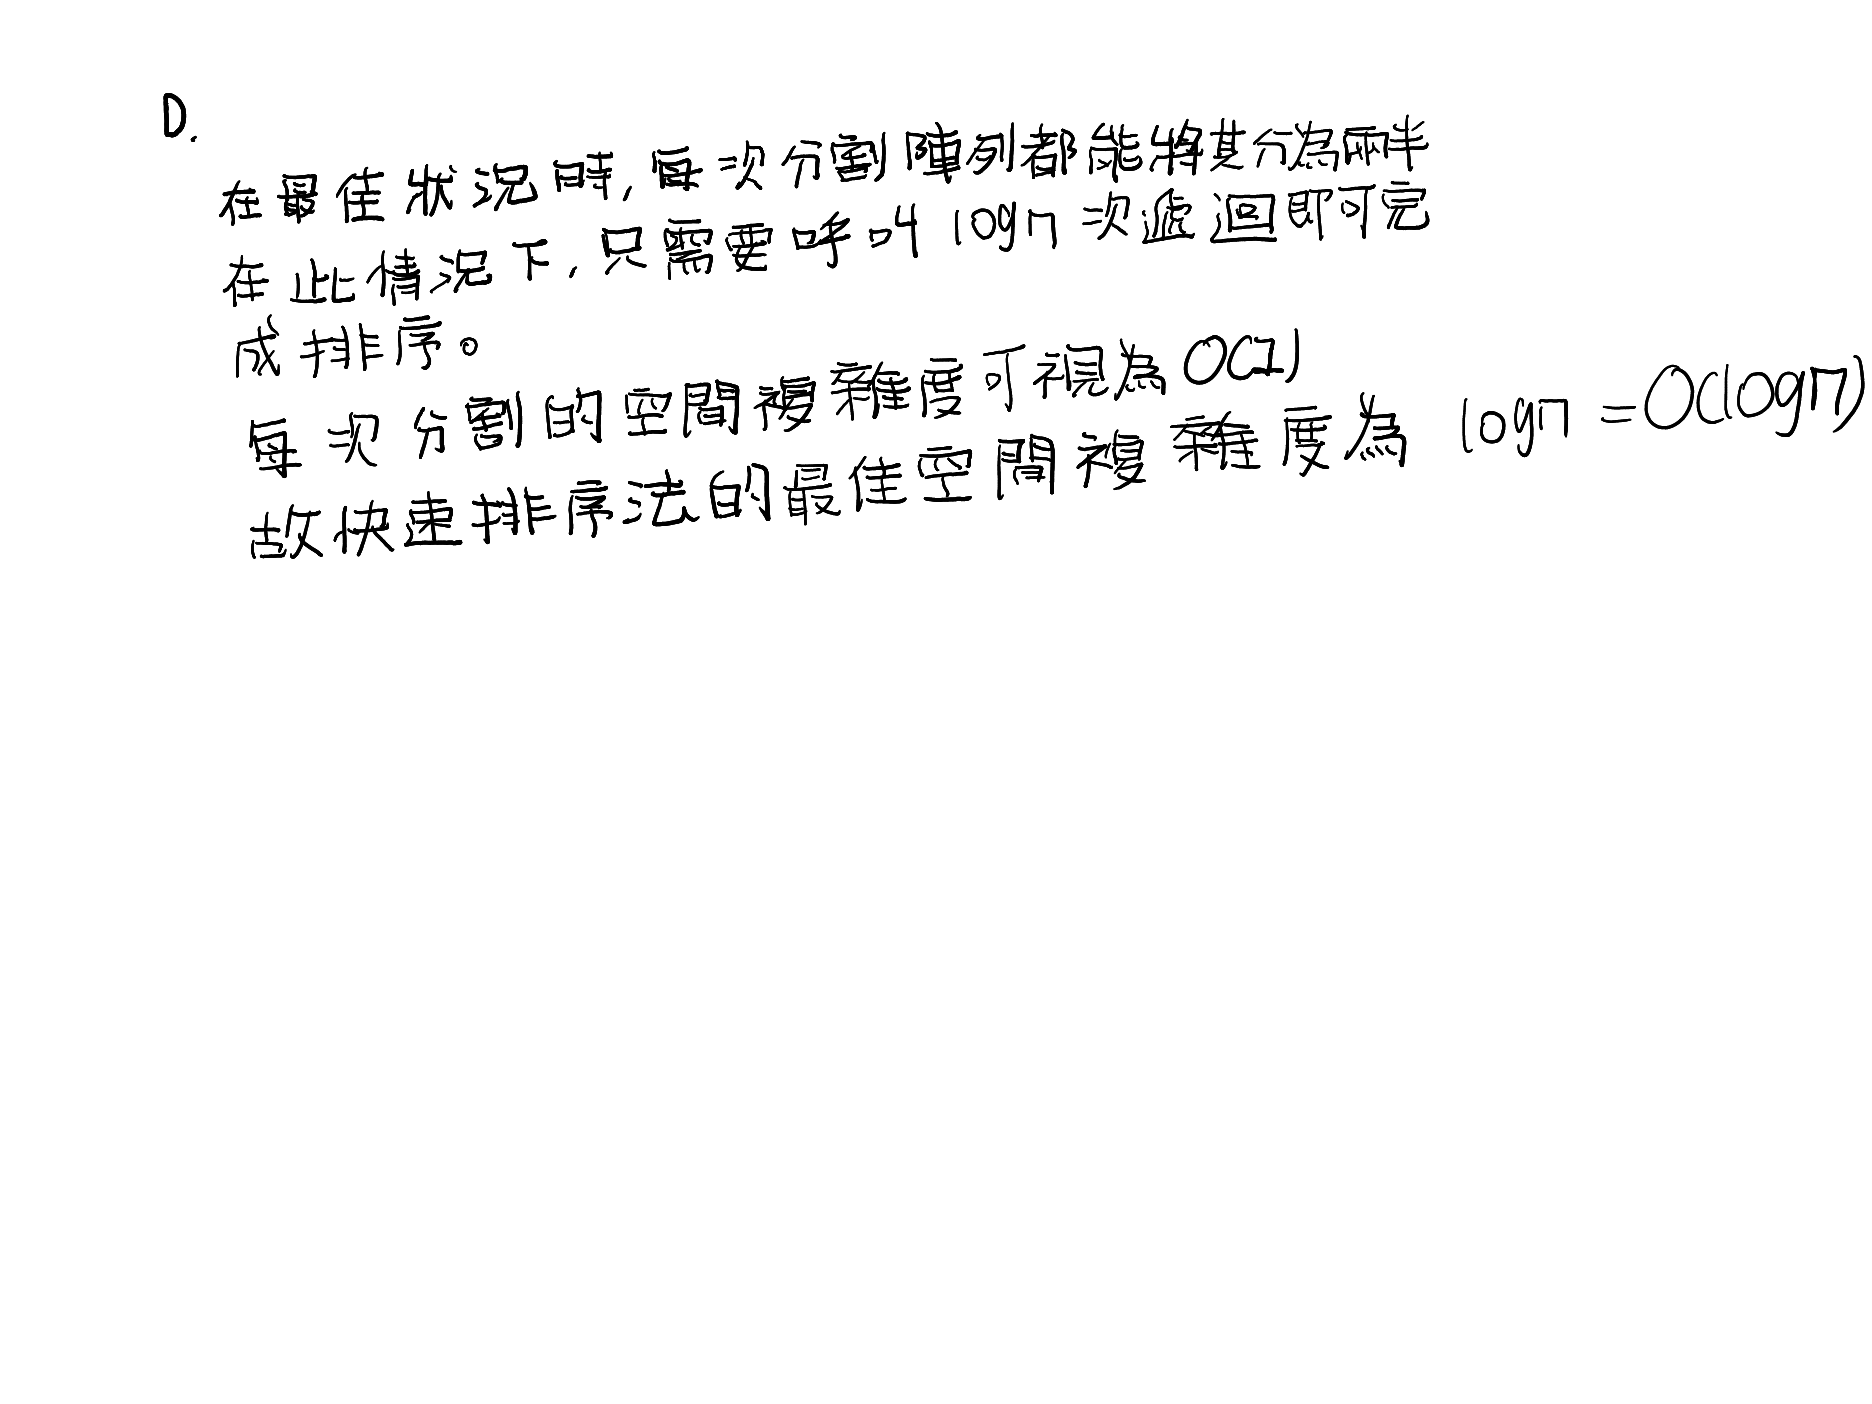 D.
在最佳狀況時,每次分割陣列都能將其分為兩半
在此情況下,只需要呼叫 logn 次遞迴即可完
成排序。
每次分割的空間複雜度可視為O(1)
故快速排序法的最佳空間複雜度為 logn = O(logn)